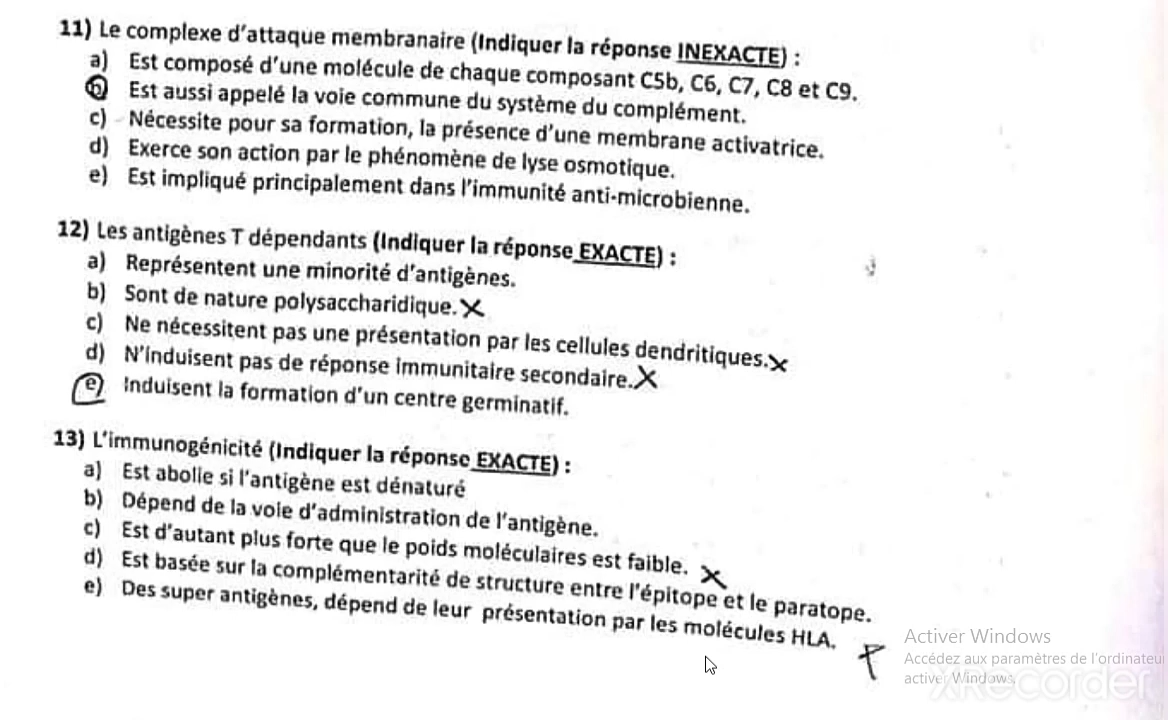 11) Le complexe d'attaque membranaire (Indiquer la réponse INEXACTE) :
a) Est composé d'une molécule de chaque composant C5b, C6, C7, C8 et C9.
b) Est aussi appelé la voie commune du système du complément.
c) Nécessite pour sa formation, la présence d'une membrane activatrice.
d) Exerce son action par le phénomène de lyse osmotique.
e) Est impliqué principalement dans l'immunité anti-microbienne.
12) Les antigènes T dépendants (Indiquer la réponse EXACTE) :
a) Représentent une minorité d'antigènes.
b) Sont de nature polysaccharidique. X
c) Ne nécessitent pas une présentation par les cellules dendritiques. X
d) N'induisent pas de réponse immunitaire secondaire. X
e) Induisent la formation d'un centre germinatif.
13) L'immunogénicité (Indiquer la réponse EXACTE) :
a) Est abolie si l'antigène est dénaturé
b) Dépend de la voie d'administration de l'antigène.
c) Est d'autant plus forte que le poids moléculaires est faible. X
d) Est basée sur la complémentarité de structure entre l'épitope et le paratope.
e) Des super antigènes, dépend de leur présentation par les molécules HLA.
Activer Windows
Accédez aux paramètres de l'ordinateu
activer Windows.
XRecorder